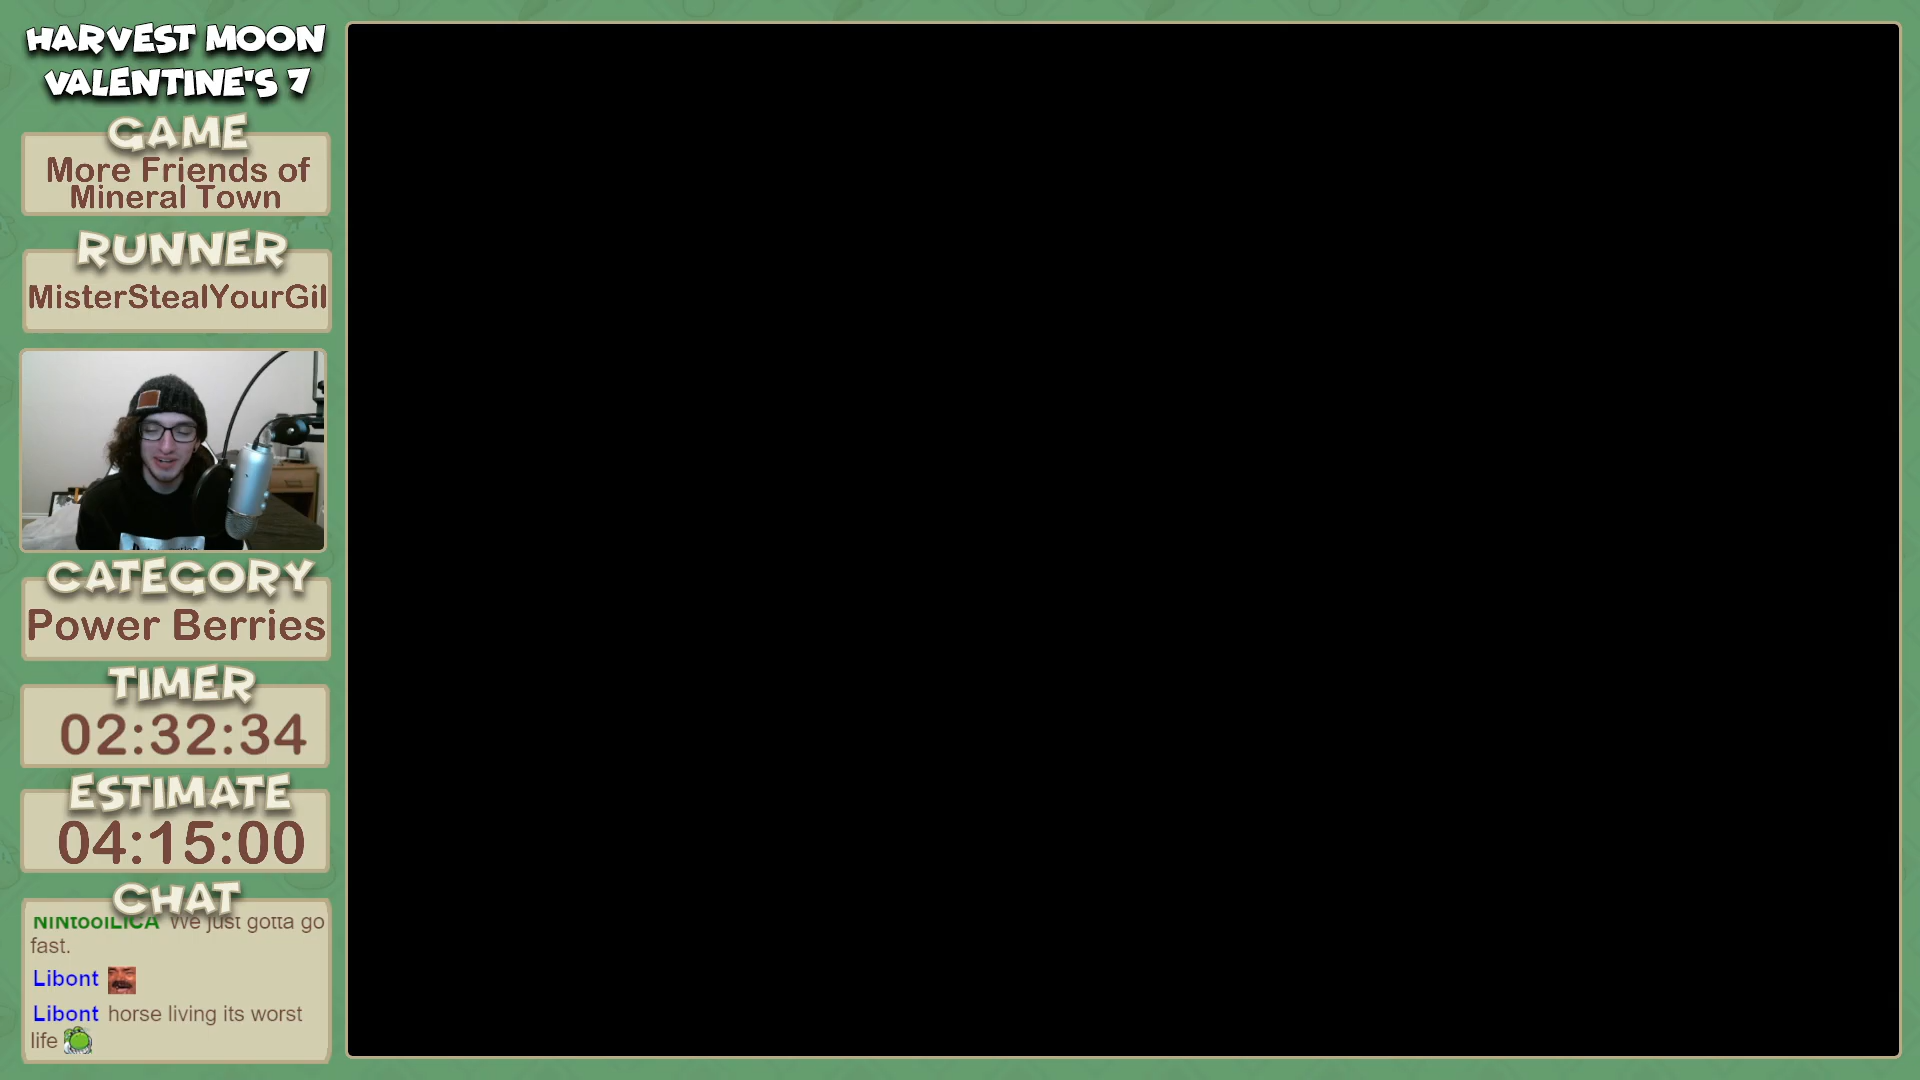 HARVEST MOON
VALENTINE'S 7
GAME
More Friends of
Mineral Town
RUNNER
MisterStealYourGil
CATEGORY
Power Berries
TIMER
02:32:34
ESTIMATE
04:15:00
CHAT
NINtoolLICA We just gotta go
fast.
Libont
Libont horse living its worst
life